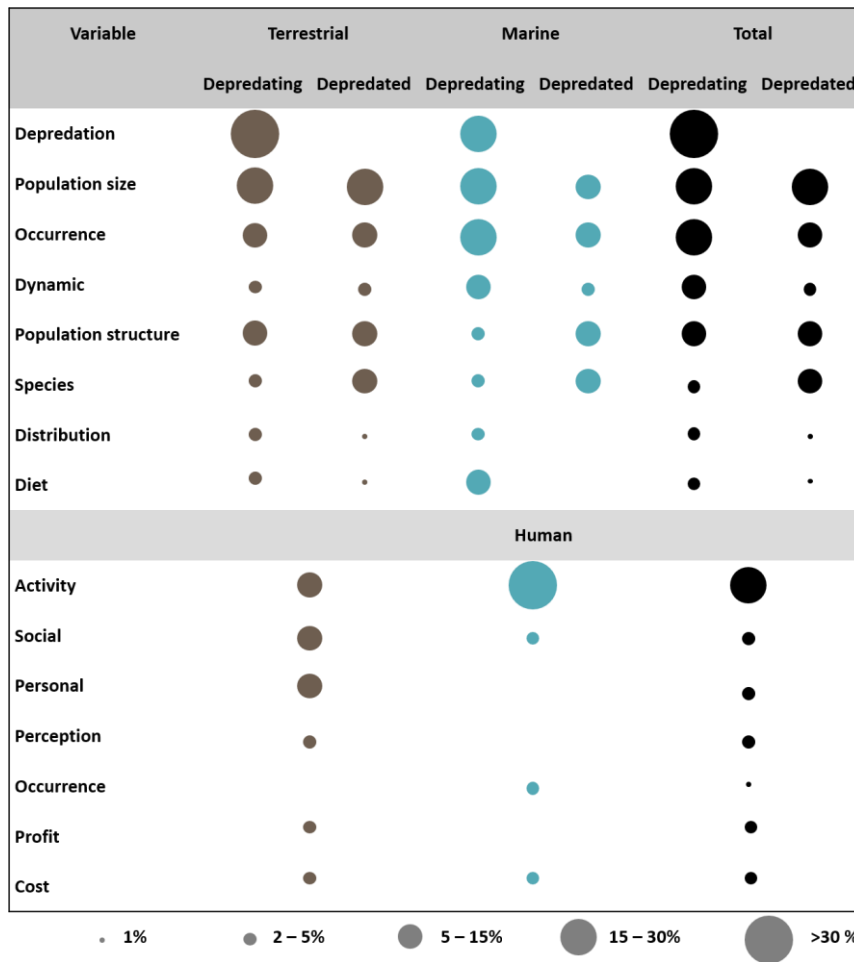 Variable Terrestrial Marine Total
Depredating Depredated Depredating Depredated Depredating Depredated
Depredation
Population size
Occurrence
Dynamic
Population structure
Species
Distribution
Diet
Human
Activity
Social
Personal
Perception
Occurrence
Profit
Cost
1% 2 – 5% 5 – 15% 15 – 30% >30 %